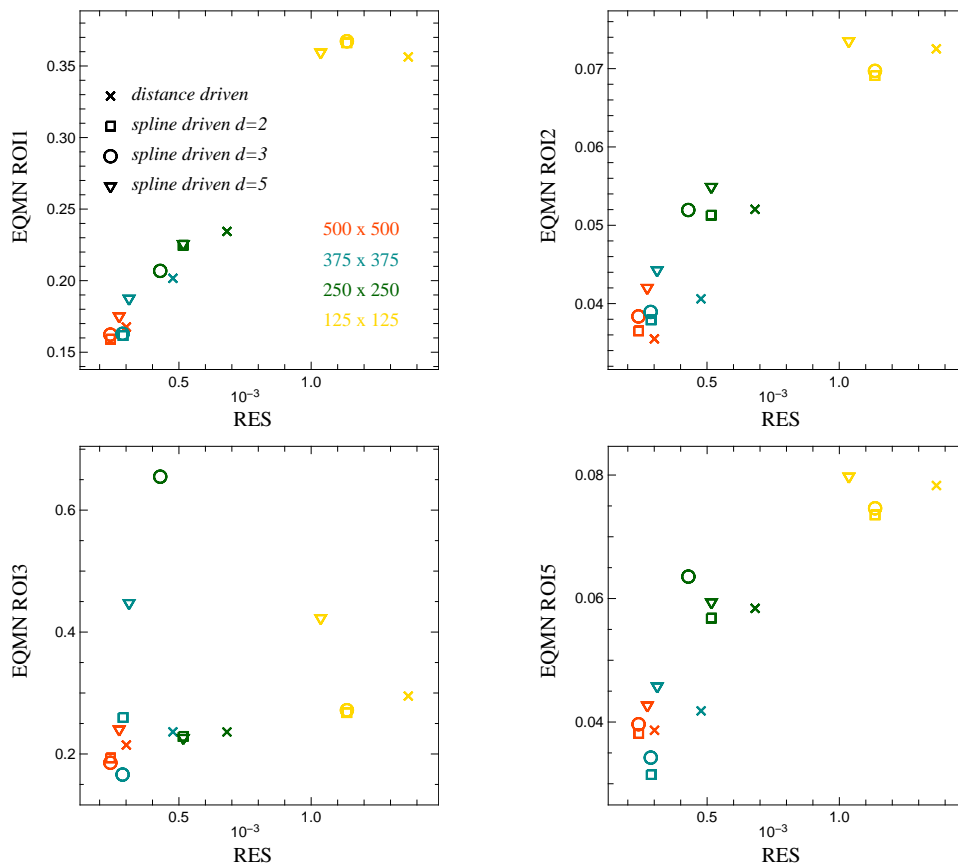 EQMN ROI1
0.35
0.30
0.25
0.20
0.15
distance driven
spline driven d=2
spline driven d=3
spline driven d=5
500 x 500
375 x 375
250 x 250
125 x 125
0.5
1.0
10⁻³
RES
EQMN ROI2
0.07
0.06
0.05
0.04
0.5
1.0
10⁻³
RES
EQMN ROI3
0.6
0.4
0.2
0.5
1.0
10⁻³
RES
EQMN ROI5
0.08
0.06
0.04
0.5
1.0
10⁻³
RES